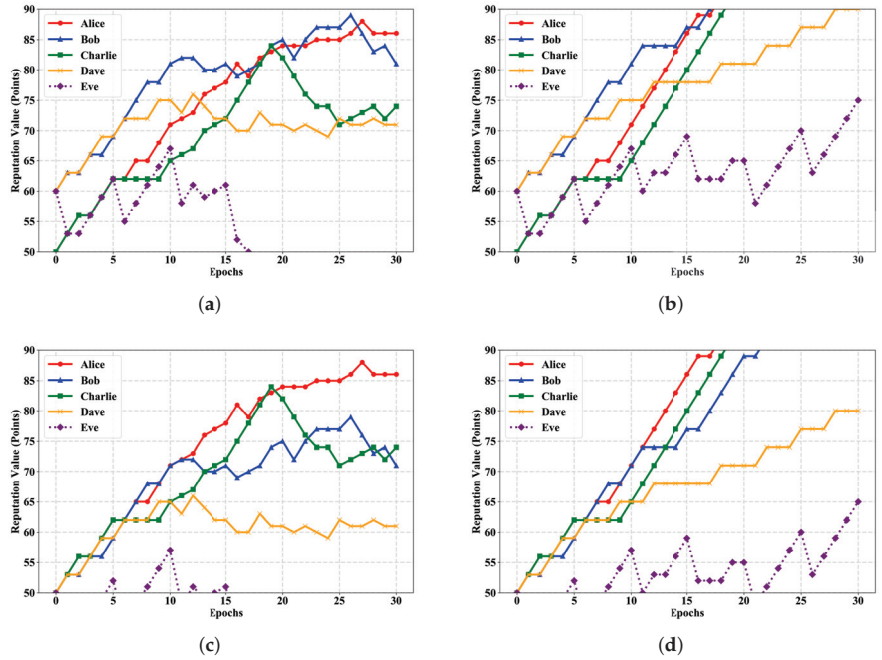 90
85
80
75
70
65
60
55
50
Reputation Value (Points)
Alice
Bob
Charlie
Dave
Eve
0 5 10 15 20 25 30
Epochs
(a)
90
85
80
75
70
65
60
55
50
Reputation Value (Points)
Alice
Bob
Charlie
Dave
Eve
0 5 10 15 20 25 30
Epochs
(b)
90
85
80
75
70
65
60
55
50
Reputation Value (Points)
Alice
Bob
Charlie
Dave
Eve
0 5 10 15 20 25 30
Epochs
(c)
90
85
80
75
70
65
60
55
50
Reputation Value (Points)
Alice
Bob
Charlie
Dave
Eve
0 5 10 15 20 25 30
Epochs
(d)